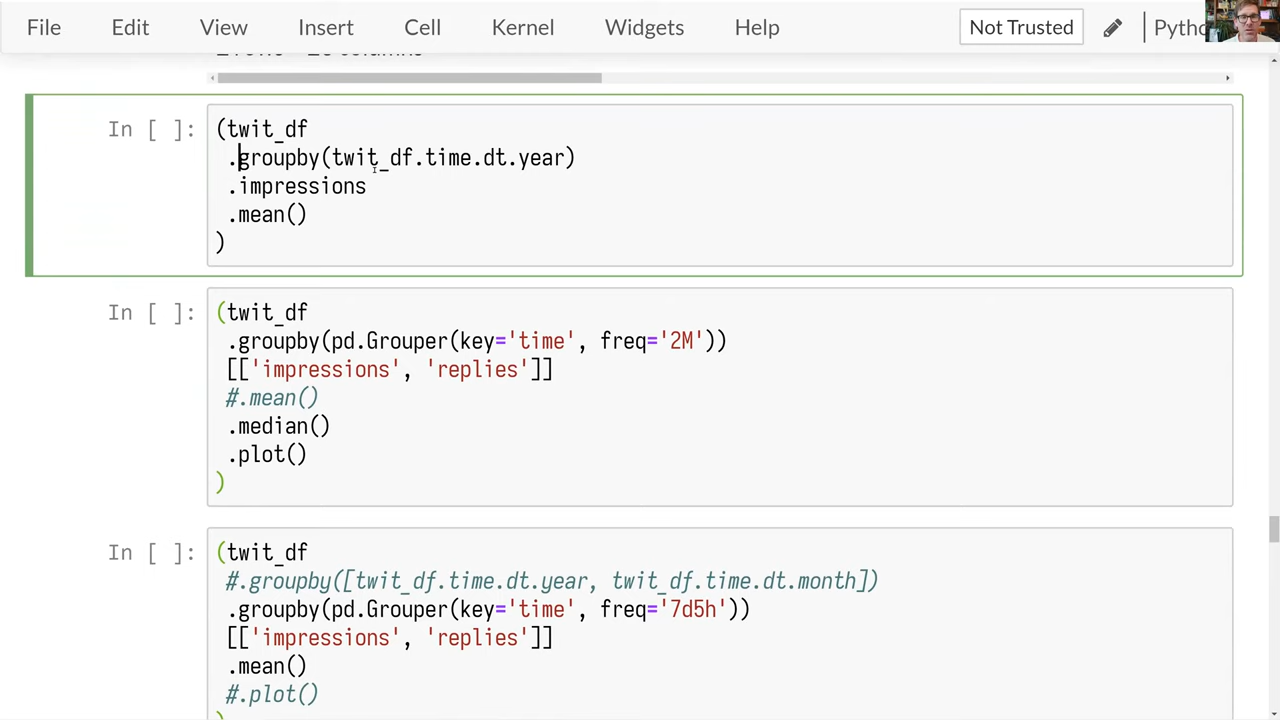 File Edit View Insert Cell Kernel Widgets Help Not Trusted
In [ ]: (twit_df
.groupby(twit_df.time.dt.year)
.impressions
.mean()
)
In [ ]: (twit_df
.groupby(pd.Grouper(key='time', freq='2M'))
[['impressions', 'replies']]
#.mean()
.median()
.plot()
)
In [ ]: (twit_df
#.groupby([twit_df.time.dt.year, twit_df.time.dt.month])
.groupby(pd.Grouper(key='time', freq='7d5h'))
[['impressions', 'replies']]
.mean()
#.plot()
)